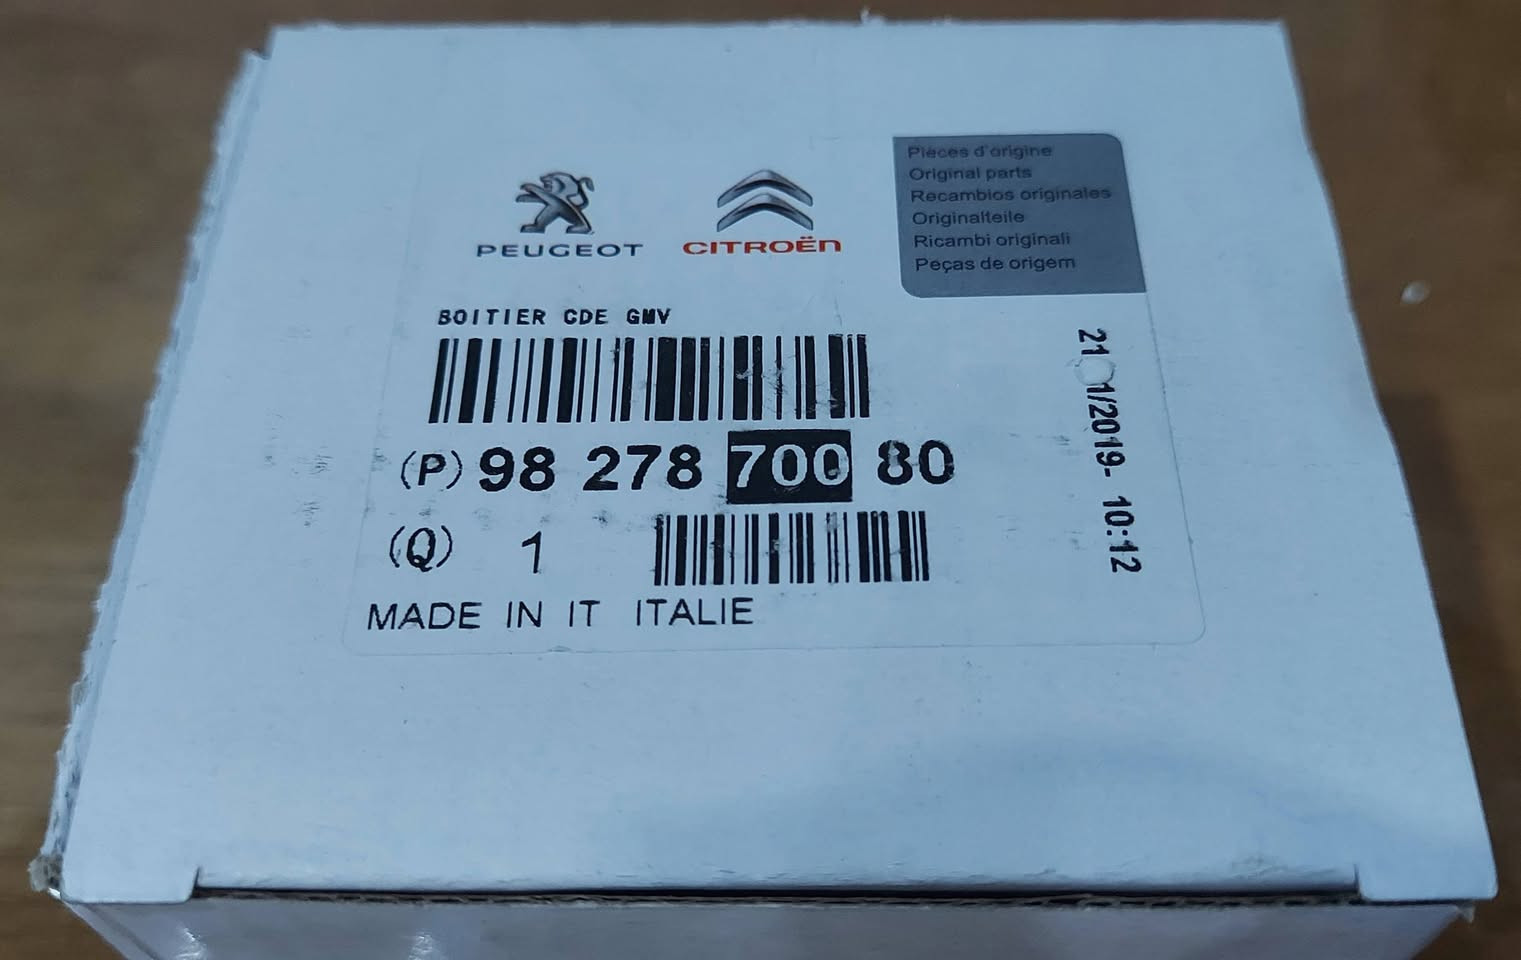 PEUGEOT CITROËN
Pièces d'origine
Original parts
Recambios originales
Originalteile
Ricambi originali
Peças de origem
BOITIER CDE GMV
(P) 98 278 700 80
(Q) 1
MADE IN IT ITALIE
21 1/2019- 10:12